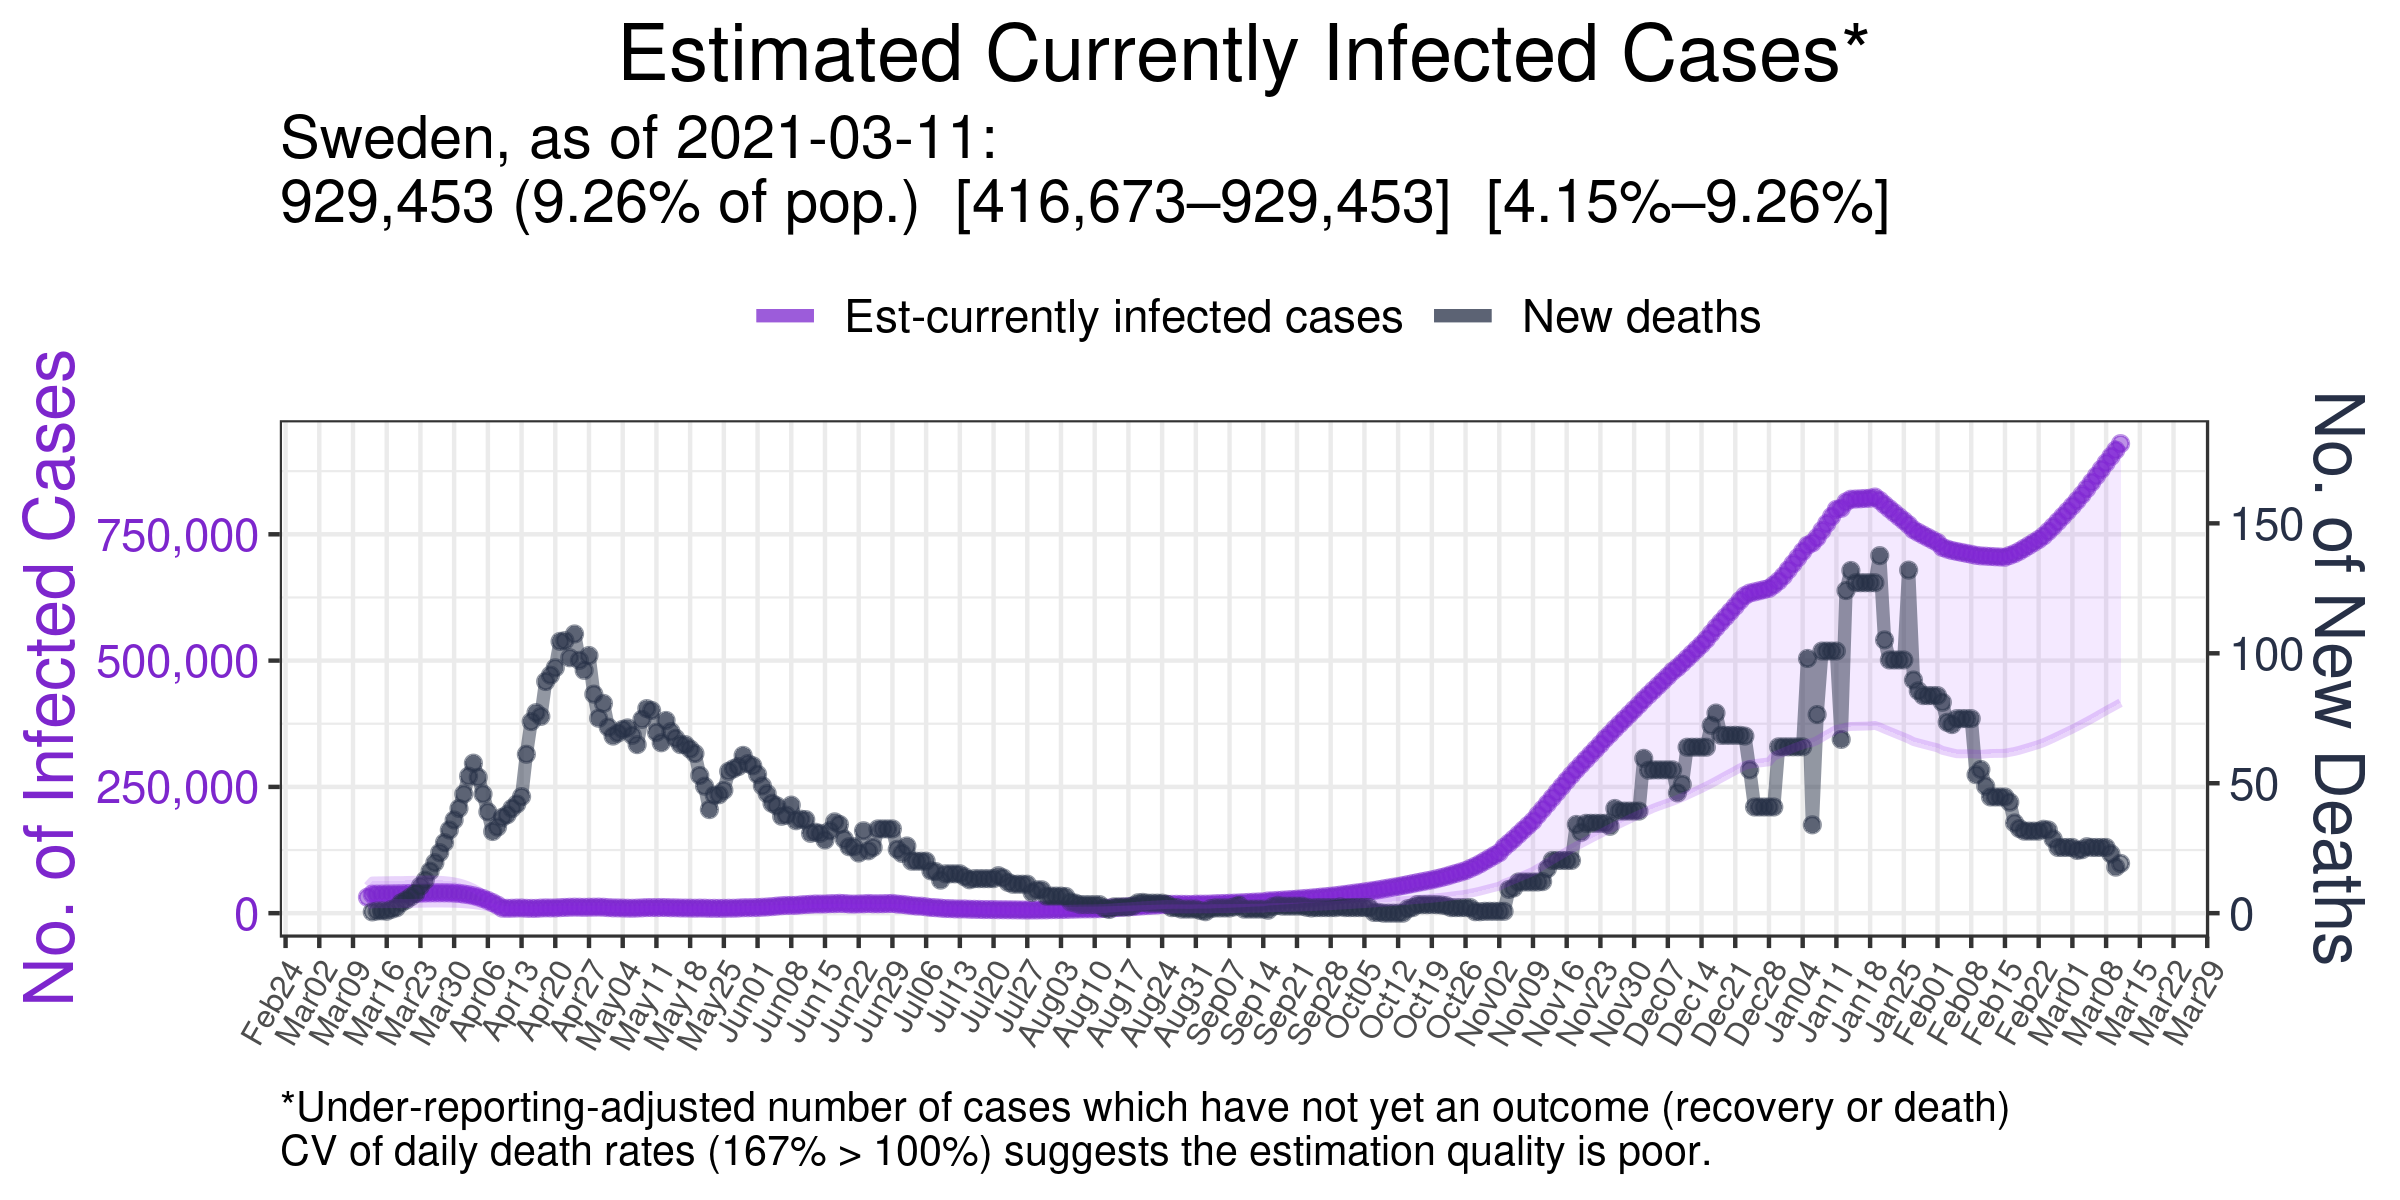 Estimated Currently Infected Cases*
Sweden, as of 2021-03-11:
929,453 (9.26% of pop.) [416,673–929,453] [4.15%–9.26%]
Est-currently infected cases New deaths
No. of Infected Cases
750,000
500,000
250,000
0
150
100
50
0
No. of New Deaths
Feb24 Mar02 Mar09 Mar16 Mar23 Mar30 Apr06 Apr13 Apr20 Apr27 May04 May11 May18 May25 Jun01 Jun08 Jun15 Jun22 Jun29 Jul06 Jul13 Jul20 Jul27 Aug03 Aug10 Aug17 Aug24 Aug31 Sep07 Sep14 Sep21 Sep28 Oct05 Oct12 Oct19 Oct26 Nov02 Nov09 Nov16 Nov23 Nov30 Dec07 Dec14 Dec21 Dec28 Jan04 Jan11 Jan18 Jan25 Feb01 Feb08 Feb15 Feb22 Mar01 Mar08 Mar15 Mar22 Mar29
*Under-reporting-adjusted number of cases which have not yet an outcome (recovery or death)
CV of daily death rates (167% > 100%) suggests the estimation quality is poor.